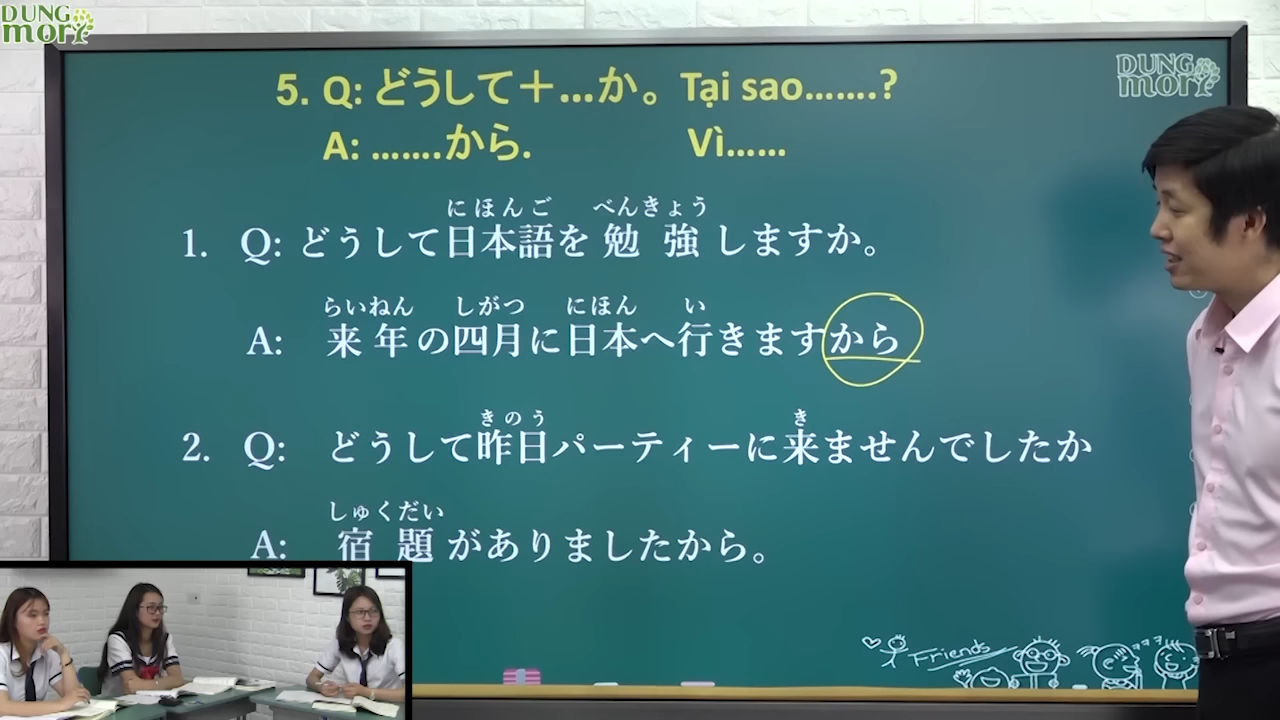 DUNG
mori
DUNG
mori
5. Q: どうして＋...か。 Tại sao.......?
A: .......から. Vì......
にほんご べんきょう
1. Q: どうして日本語を勉強しますか。
らいねん しがつ にほん い
A: 来年の四月に日本へ行きますから
きのう き
2. Q: どうして昨日パーティーに来ませんでしたか
しゅくだい
A: 宿題がありましたから。
Friends